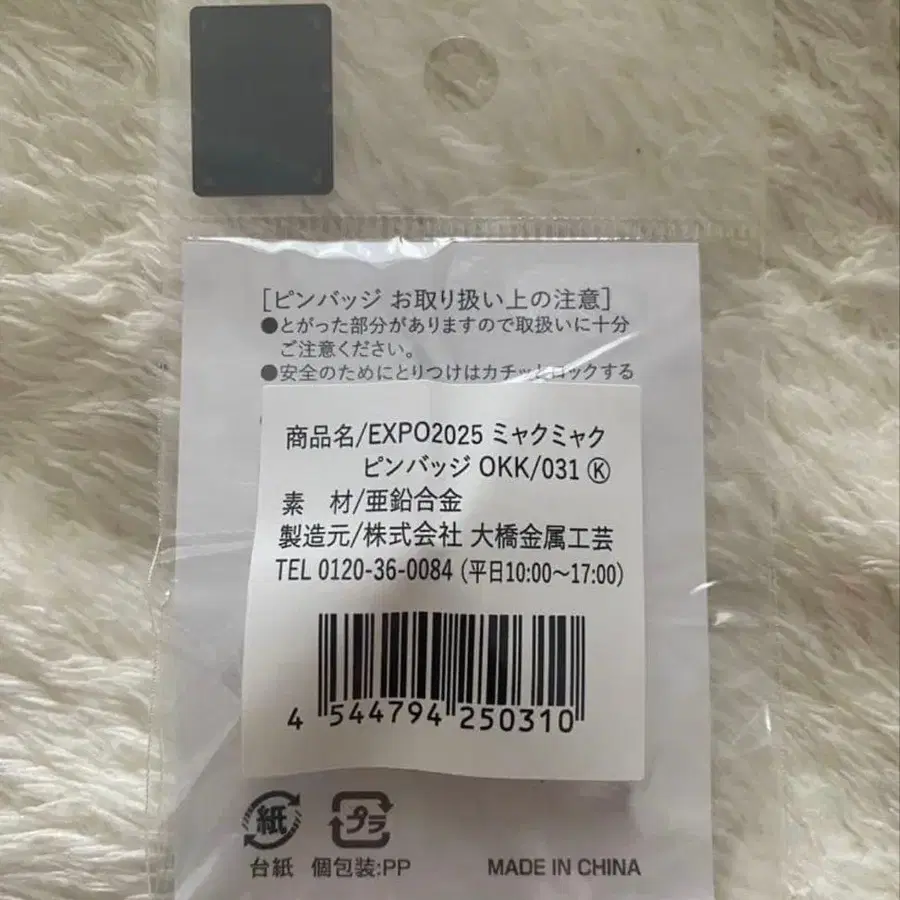 [ピンバッジ お取り扱い上の注意]
●とがった部分がありますので取扱いに十分
ご注意ください。
●安全のためにとりつけはカチッとロックする
商品名/EXPO2025 ミャクミャク
ピンバッジ OKK/031 Ⓚ
素　材/亜鉛合金
製造元/株式会社 大橋金属工芸
TEL 0120-36-0084 (平日10:00～17:00)
4 544794 250310
紙 プラ
台紙 個包装:PP MADE IN CHINA